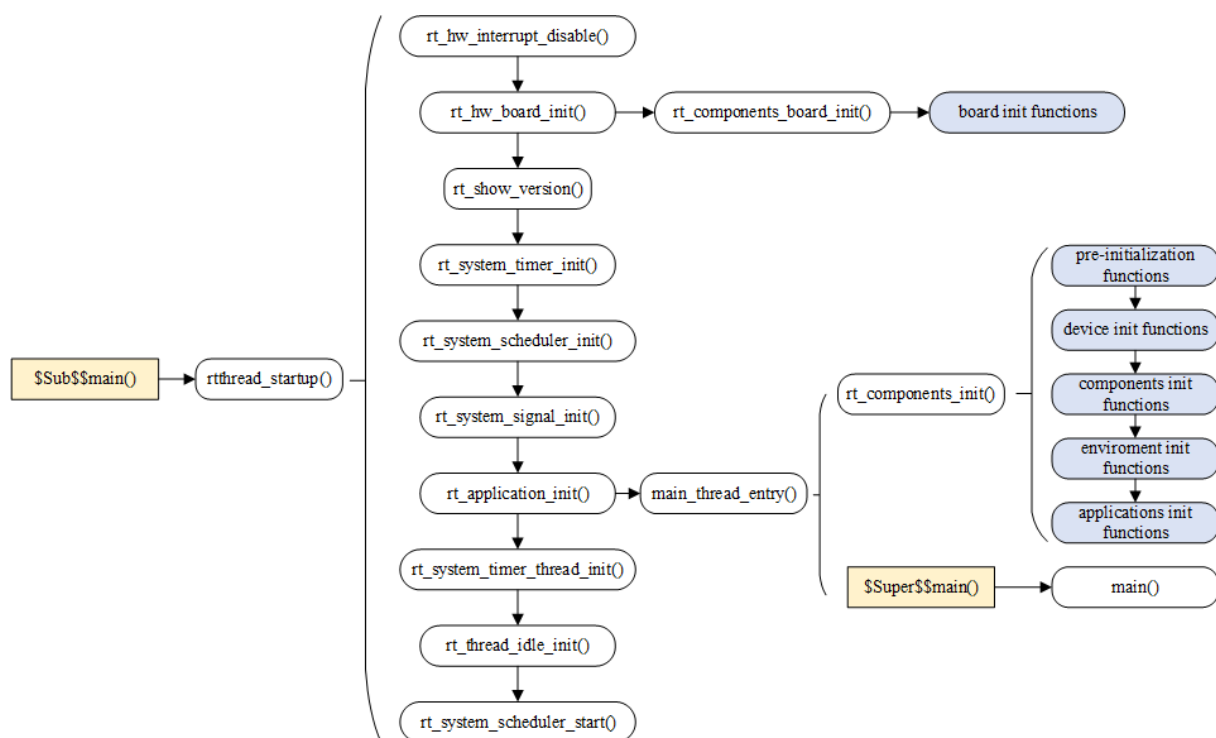 rt_hw_interrupt_disable()
rt_hw_board_init()
rt_components_board_init()
board init functions
rt_show_version()
rt_system_timer_init()
rt_system_scheduler_init()
$Sub$$main()
rtthread_startup()
rt_system_signal_init()
rt_application_init()
main_thread_entry()
rt_system_timer_thread_init()
rt_thread_idle_init()
rt_system_scheduler_start()
rt_components_init()
pre-initialization
functions
device init functions
components init
functions
enviroment init
functions
applications init
functions
$Super$$main()
main()